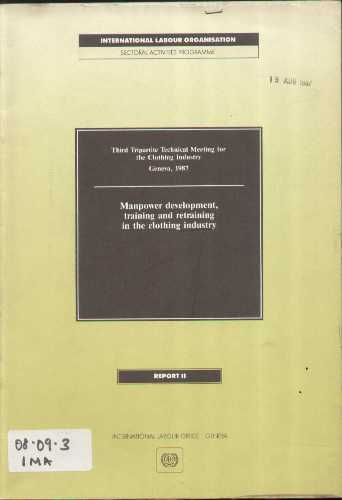 INTERNATIONAL LABOUR ORGANISATION
SECTORAL ACTIVITIES PROGRAMME
AUG
Third Tripartite Technical Meeting for
the Clothing Industry
Geneva, 1987
Manpower development,
training and retraining
in the clothing industry
REPORT II
08.09.3
IMA
INTERNATIONAL LABOUR OFFICE GENEVA